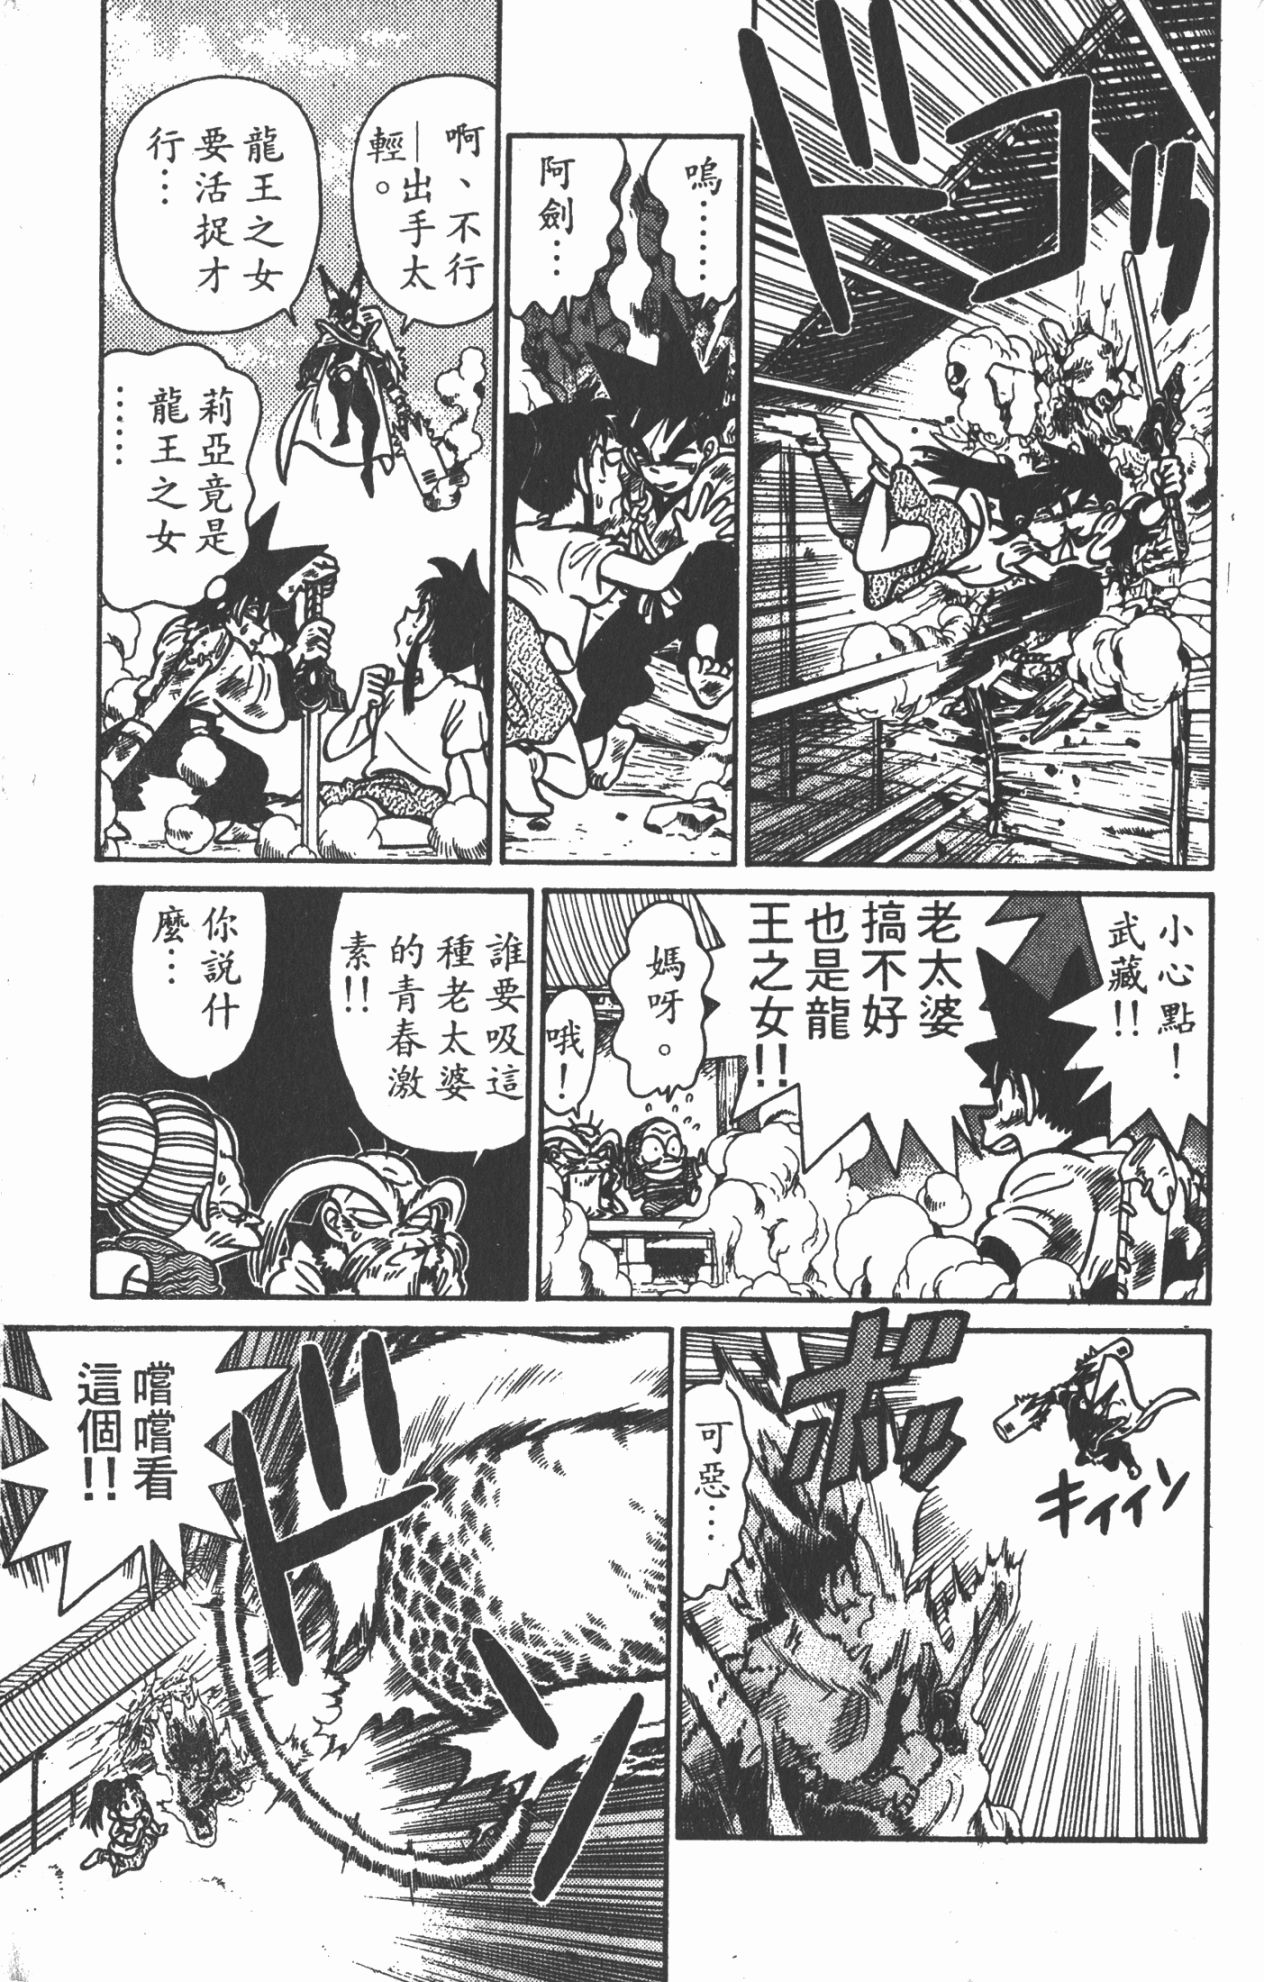 ドゴッ
嗚……
阿劍…
啊、不行
—出手太
輕。
龍王之女
要活捉才
行…
莉亞竟是
龍王之女
……
小心點！
武藏!!
老太婆
搞不好
也是龍
王之女!!
媽呀。
哦！
誰要吸這
種老太婆
的青春激
素!!
你說什
麼…
キイイン
ボッ
可惡…
ドン
嚐嚐看
這個!!